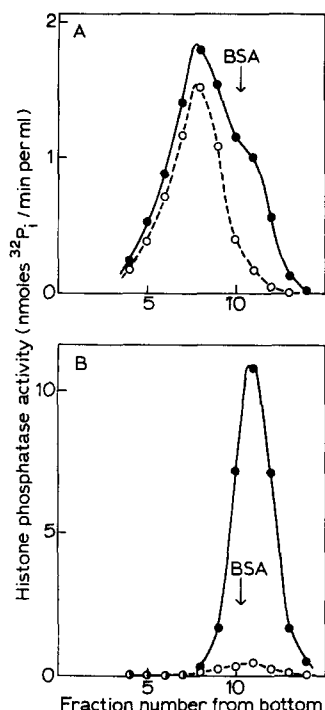 Histone phosphatase activity (nmoles ³²Pᵢ/min per ml)
A
BSA
2
1
0
5
10
B
BSA
10
5
0
5
10
Fraction number from bottom